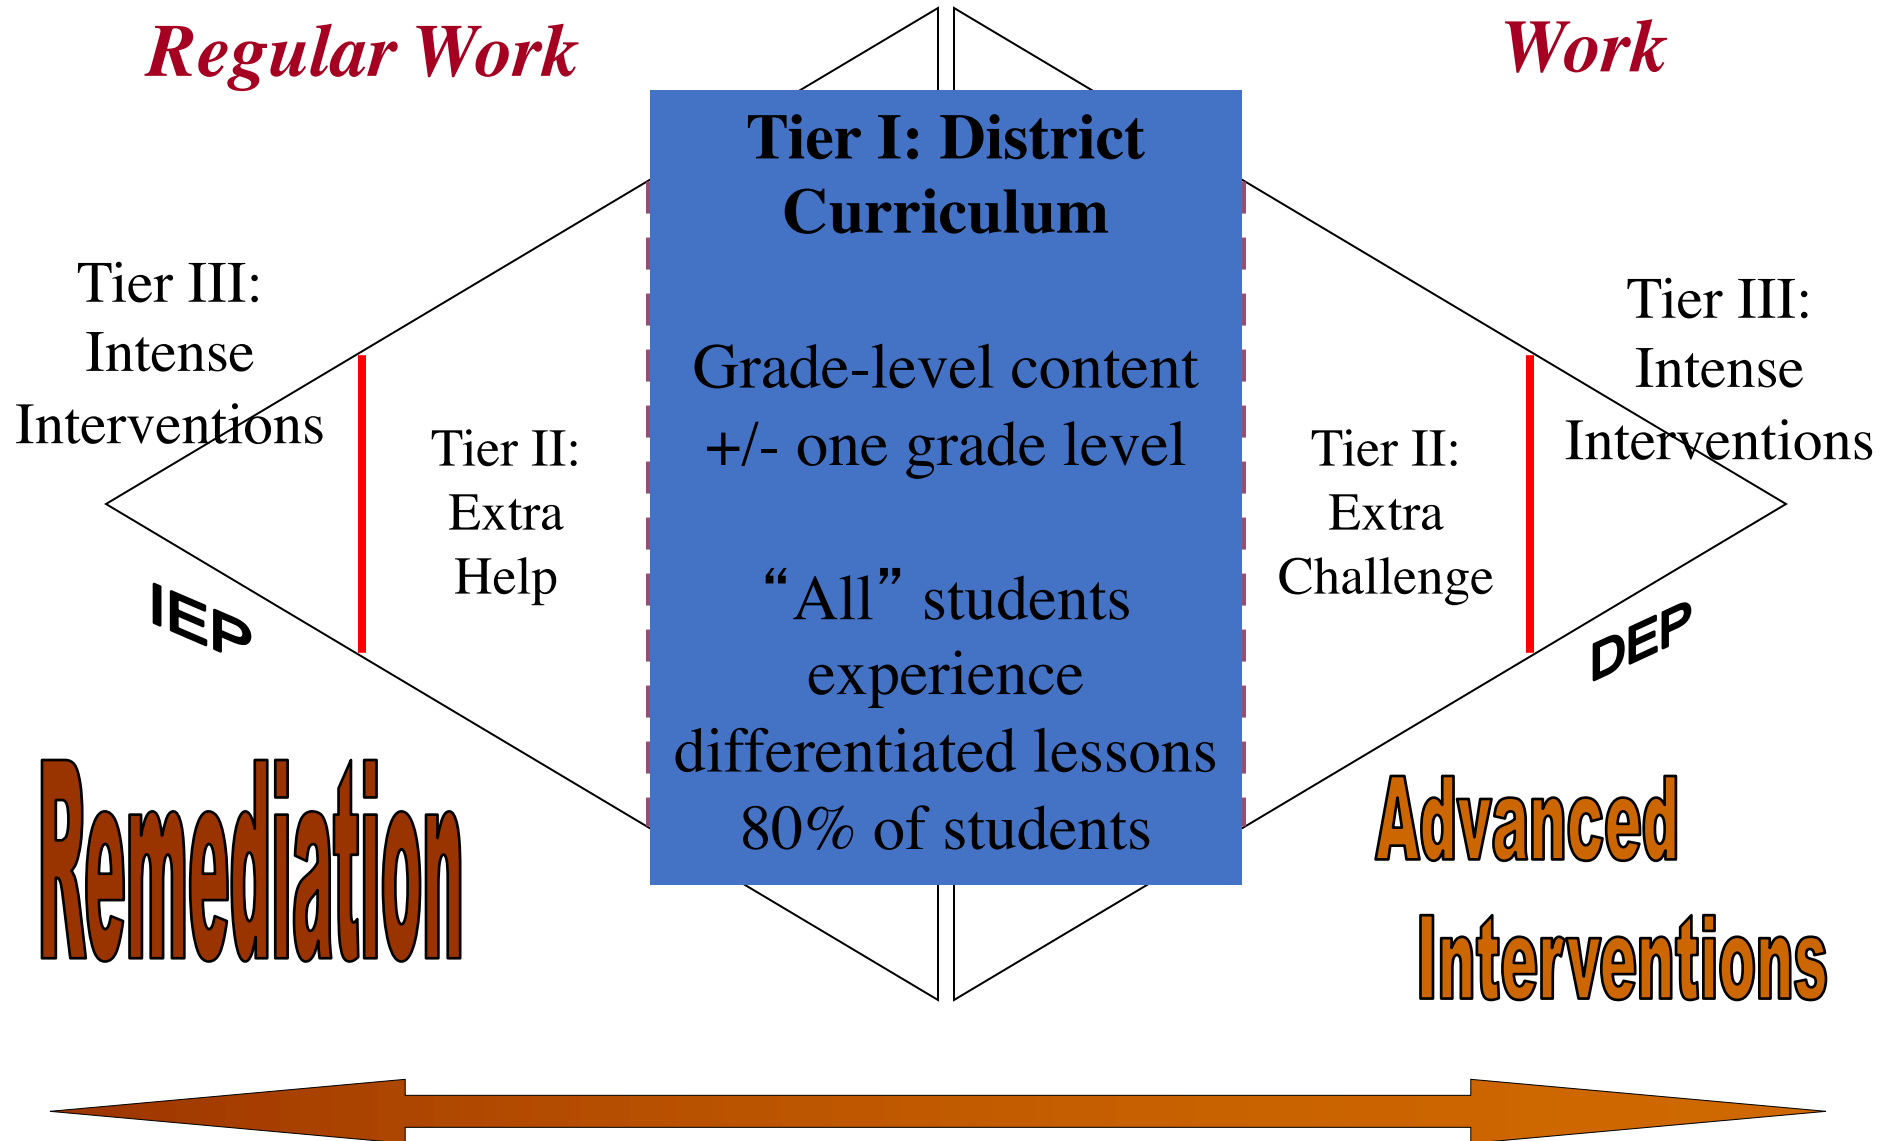 Regular Work
Work
Tier I: District
Curriculum
Grade-level content
+/- one grade level
“All” students
experience
differentiated lessons
80% of students
Tier III:
Intense
Interventions
Tier II:
Extra
Help
Tier II:
Extra
Challenge
Tier III:
Intense
Interventions
IEP
DEP
Remediation
Advanced
Interventions